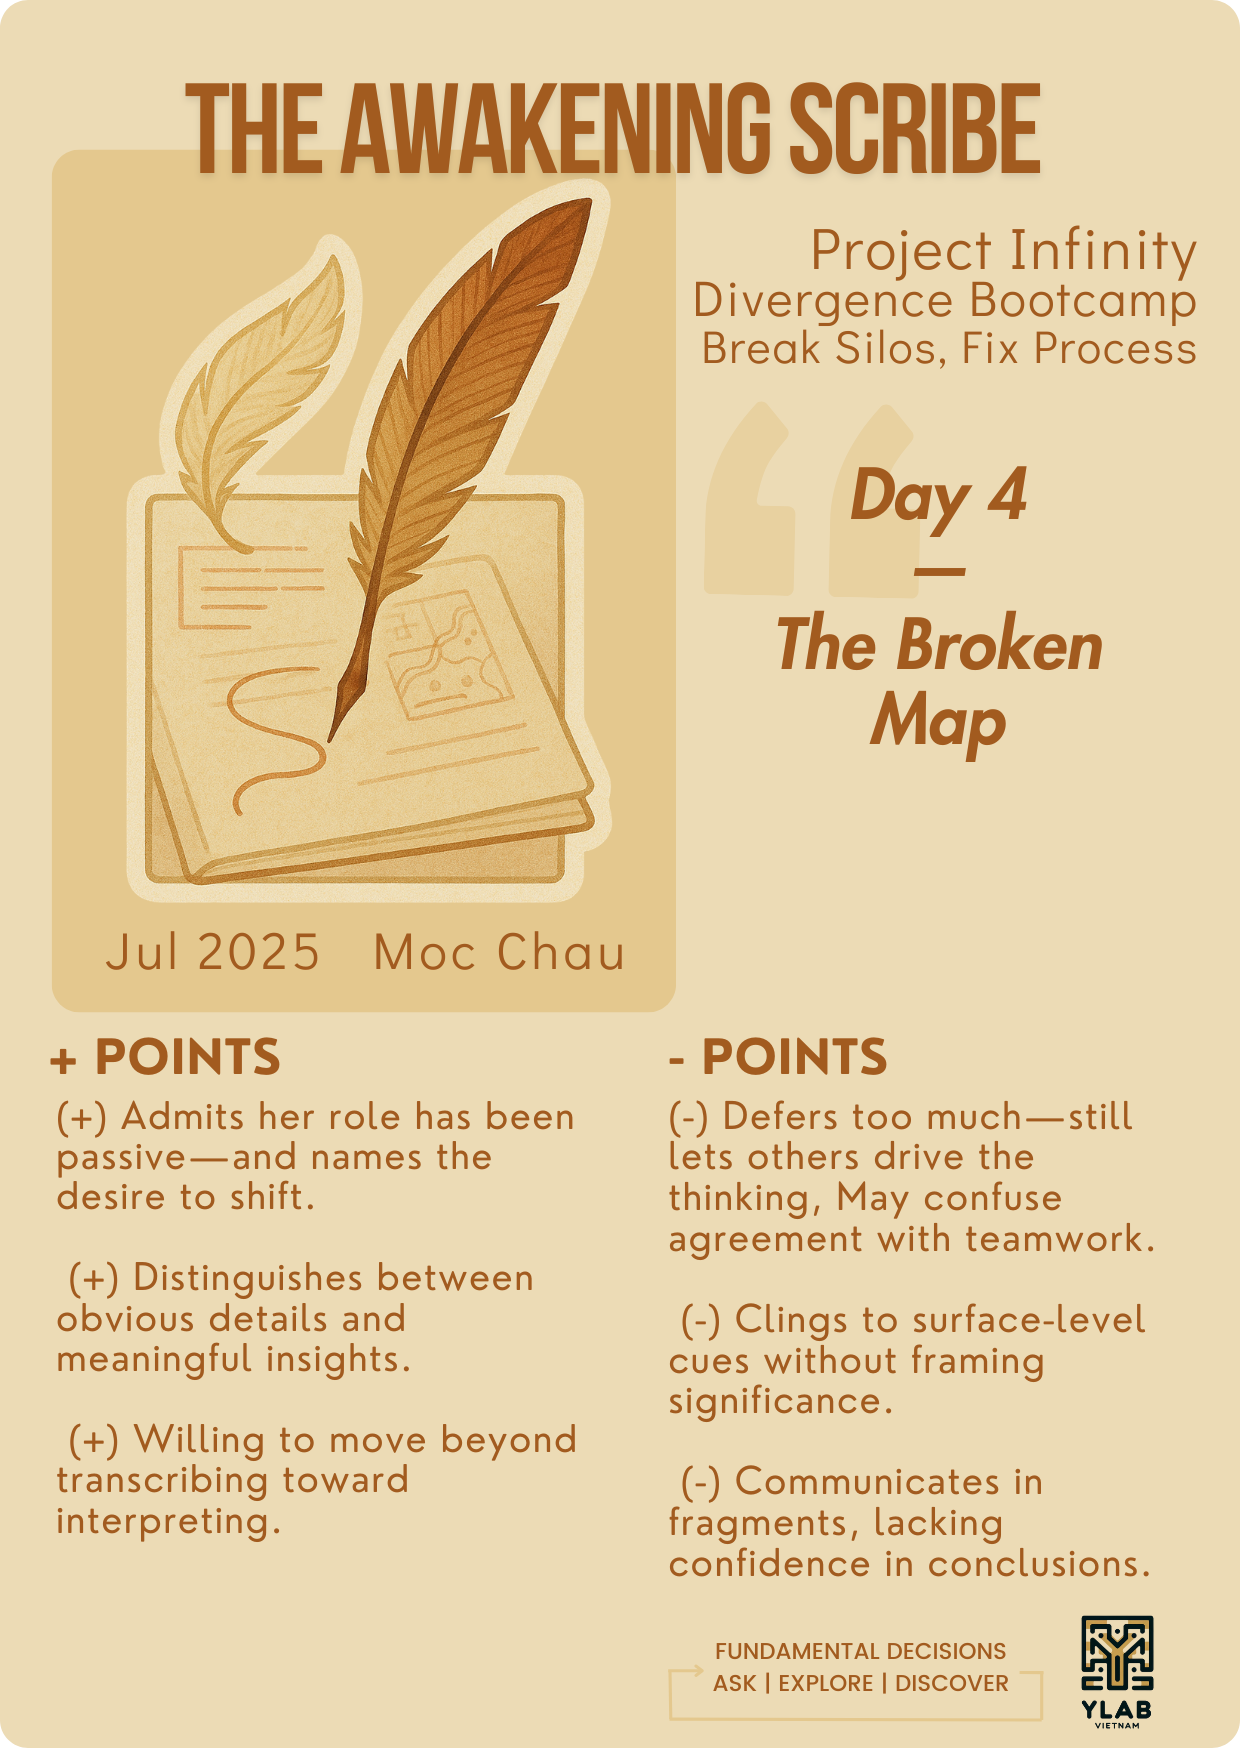 THE AWAKENING SCRIBE
Project Infinity
Divergence Bootcamp
Break Silos, Fix Process
“
Day 4
—
The Broken
Map
Jul 2025 Moc Chau
+ POINTS
(+) Admits her role has been
passive—and names the
desire to shift.
(+) Distinguishes between
obvious details and
meaningful insights.
(+) Willing to move beyond
transcribing toward
interpreting.
- POINTS
(-) Defers too much—still
lets others drive the
thinking, May confuse
agreement with teamwork.
(-) Clings to surface-level
cues without framing
significance.
(-) Communicates in
fragments, lacking
confidence in conclusions.
FUNDAMENTAL DECISIONS
ASK | EXPLORE | DISCOVER
YLAB
VIETNAM